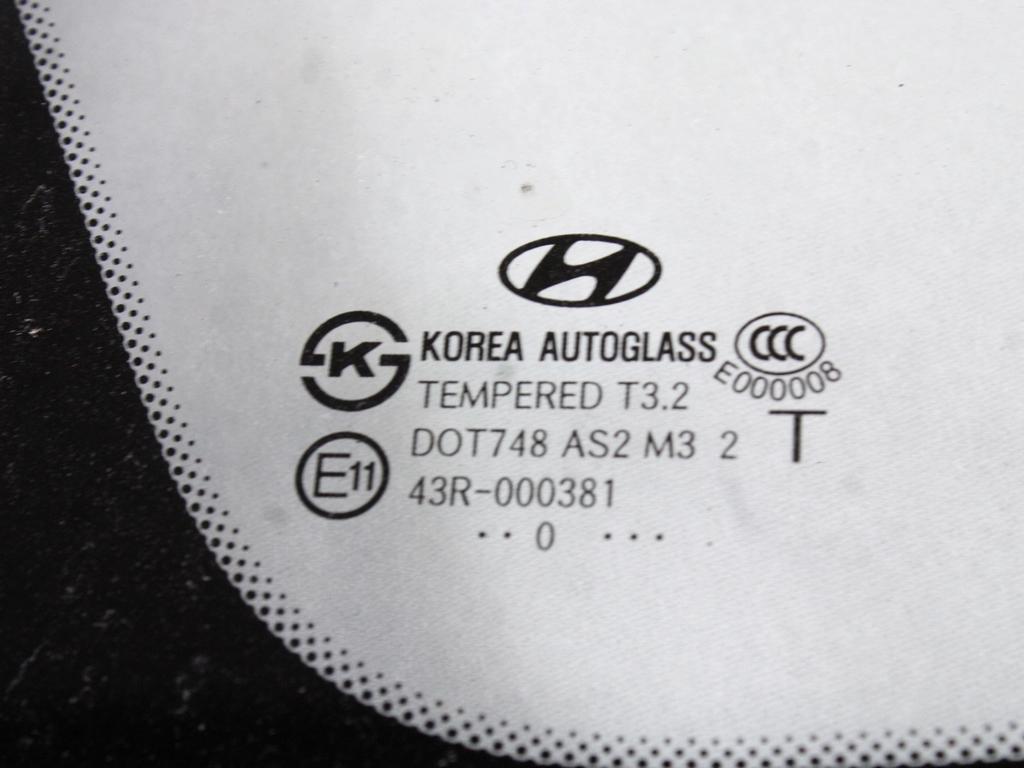 K KOREA AUTOGLASS CCC
E000008
TEMPERED T3.2
DOT748 AS2 M3 2 T
E11 43R-000381
·· 0 ···